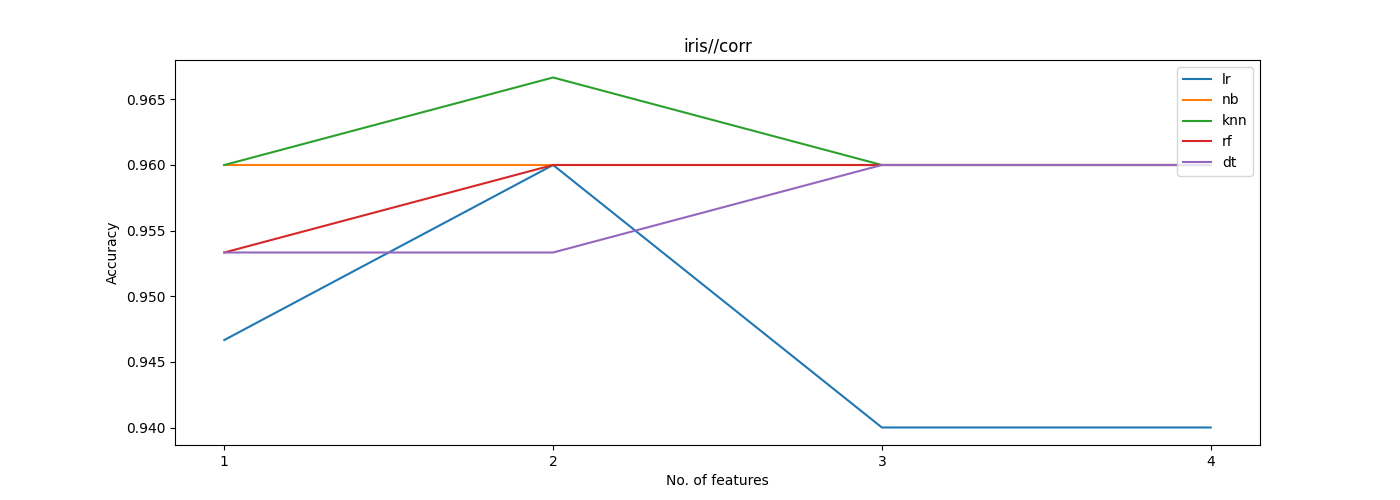 iris//corr
Accuracy
0.965
0.960
0.955
0.950
0.945
0.940
lr
nb
knn
rf
dt
1 2 3 4
No. of features